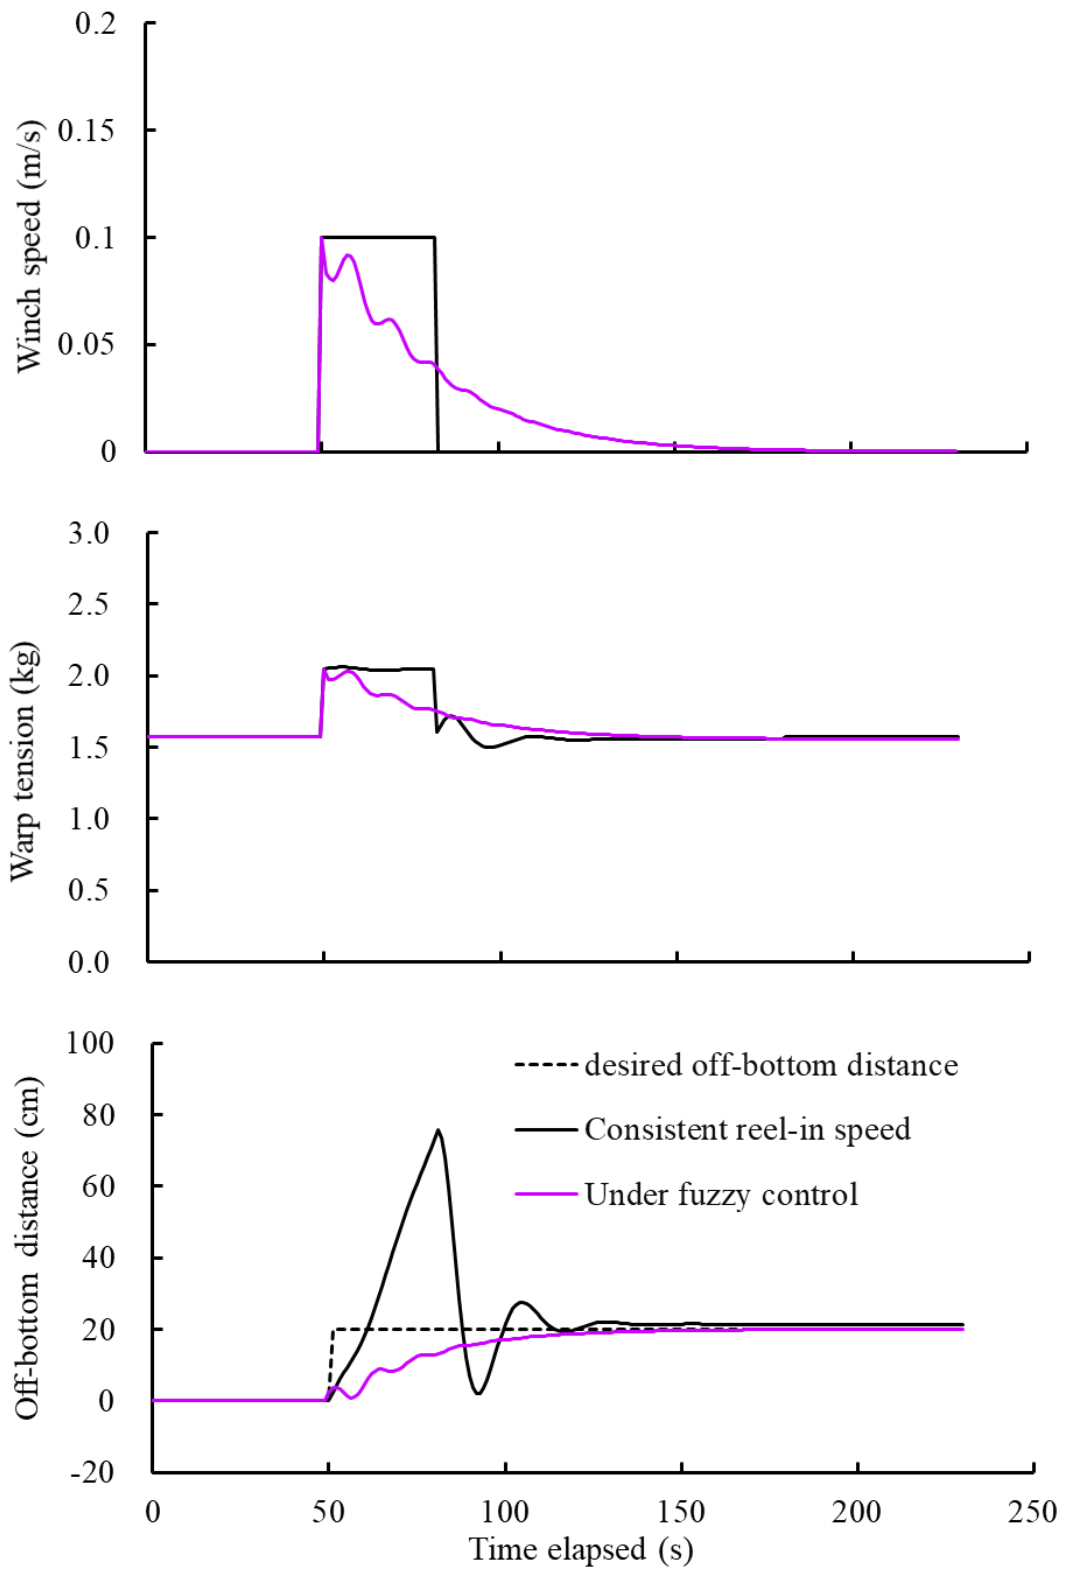 0.2
0.15
0.1
0.05
0
Winch speed (m/s)
3.0
2.5
2.0
1.5
1.0
0.5
0.0
Warp tension (kg)
100
80
60
40
20
0
-20
Off-bottom distance (cm)
desired off-bottom distance
Consistent reel-in speed
Under fuzzy control
0 50 100 150 200 250
Time elapsed (s)